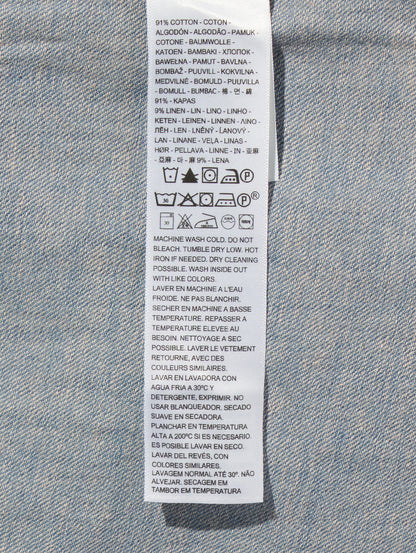 91% COTTON - COTON -
ALGODÓN - ALGODÃO - PAMUK -
COTONE - BAUMWOLLE -
KATOEN - BAMBAKI - ХЛОПОК -
BAWEŁNA - PAMUT - BAVLNA -
BOMBAŽ - PUUVILL - KOKVILNA -
MEDVILNĖ - BOMULD - PUUVILLA
- BOMULL - BUMBAC - 棉 - 면 - 綿
91% - KAPAS
9% LINEN - LIN - LINO - LINHO -
KETEN - LEINEN - LINNEN - ΛΙΝΟ -
ЛЁН - LEN - LNĚNÝ - ĽANOVÝ -
LAN - LINANE - VEĻA - LINAS -
HØR - PELLAVA - LINNE - IN - 亚麻
- 亞麻 - 마 - 麻 9% - LENA
P
30 P ®
30
MACHINE WASH COLD. DO NOT
BLEACH. TUMBLE DRY LOW. HOT
IRON IF NEEDED. DRY CLEANING
POSSIBLE. WASH INSIDE OUT
WITH LIKE COLORS.
LAVER EN MACHINE A L'EAU
FROIDE. NE PAS BLANCHIR.
SECHER EN MACHINE A BASSE
TEMPERATURE. REPASSER A
TEMPERATURE ELEVEE AU
BESOIN. NETTOYAGE A SEC
POSSIBLE. LAVER LE VETEMENT
RETOURNE, AVEC DES
COULEURS SIMILAIRES.
LAVAR EN LAVADORA CON
AGUA FRIA A 30ºC Y
DETERGENTE, EXPRIMIR. NO
USAR BLANQUEADOR. SECADO
SUAVE EN SECADORA.
PLANCHAR EN TEMPERATURA
ALTA A 200ºC SI ES NECESARIO.
ES POSIBLE LAVAR EN SECO.
LAVAR DEL REVÉS, CON
COLORES SIMILARES.
LAVAGEM NORMAL ATÉ 30º. NÃO
ALVEJAR. SECAGEM EM
TAMBOR EM TEMPERATURA